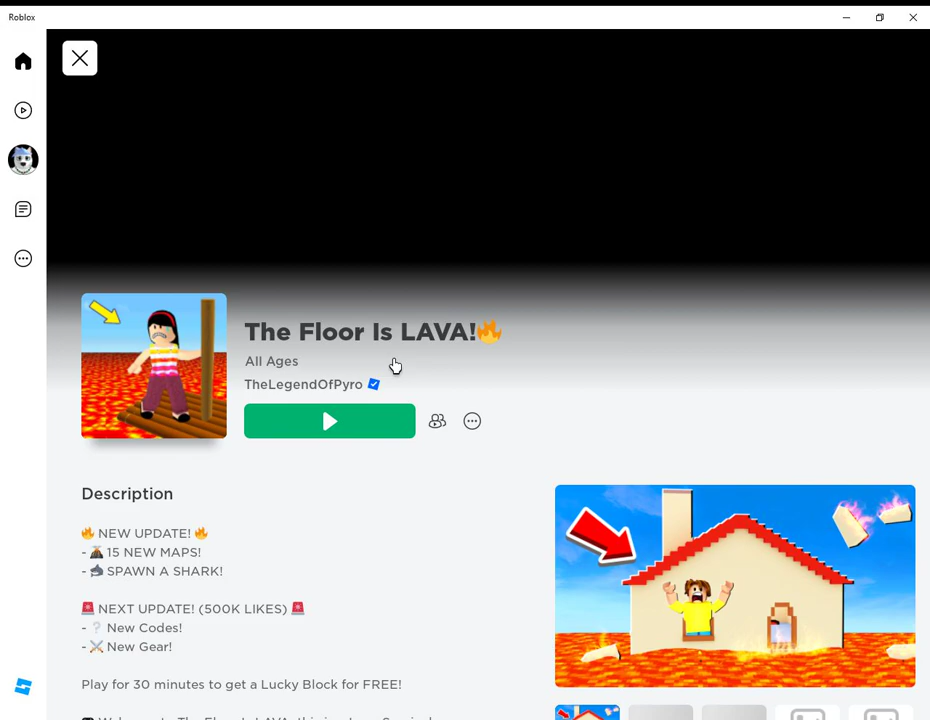 Roblox
The Floor Is LAVA!🔥
All Ages
TheLegendOfPyro
Description
🔥 NEW UPDATE! 🔥
- 🌋 15 NEW MAPS!
- 🦈 SPAWN A SHARK!
🚨 NEXT UPDATE! (500K LIKES) 🚨
- ❔ New Codes!
- ⚔️ New Gear!
Play for 30 minutes to get a Lucky Block for FREE!